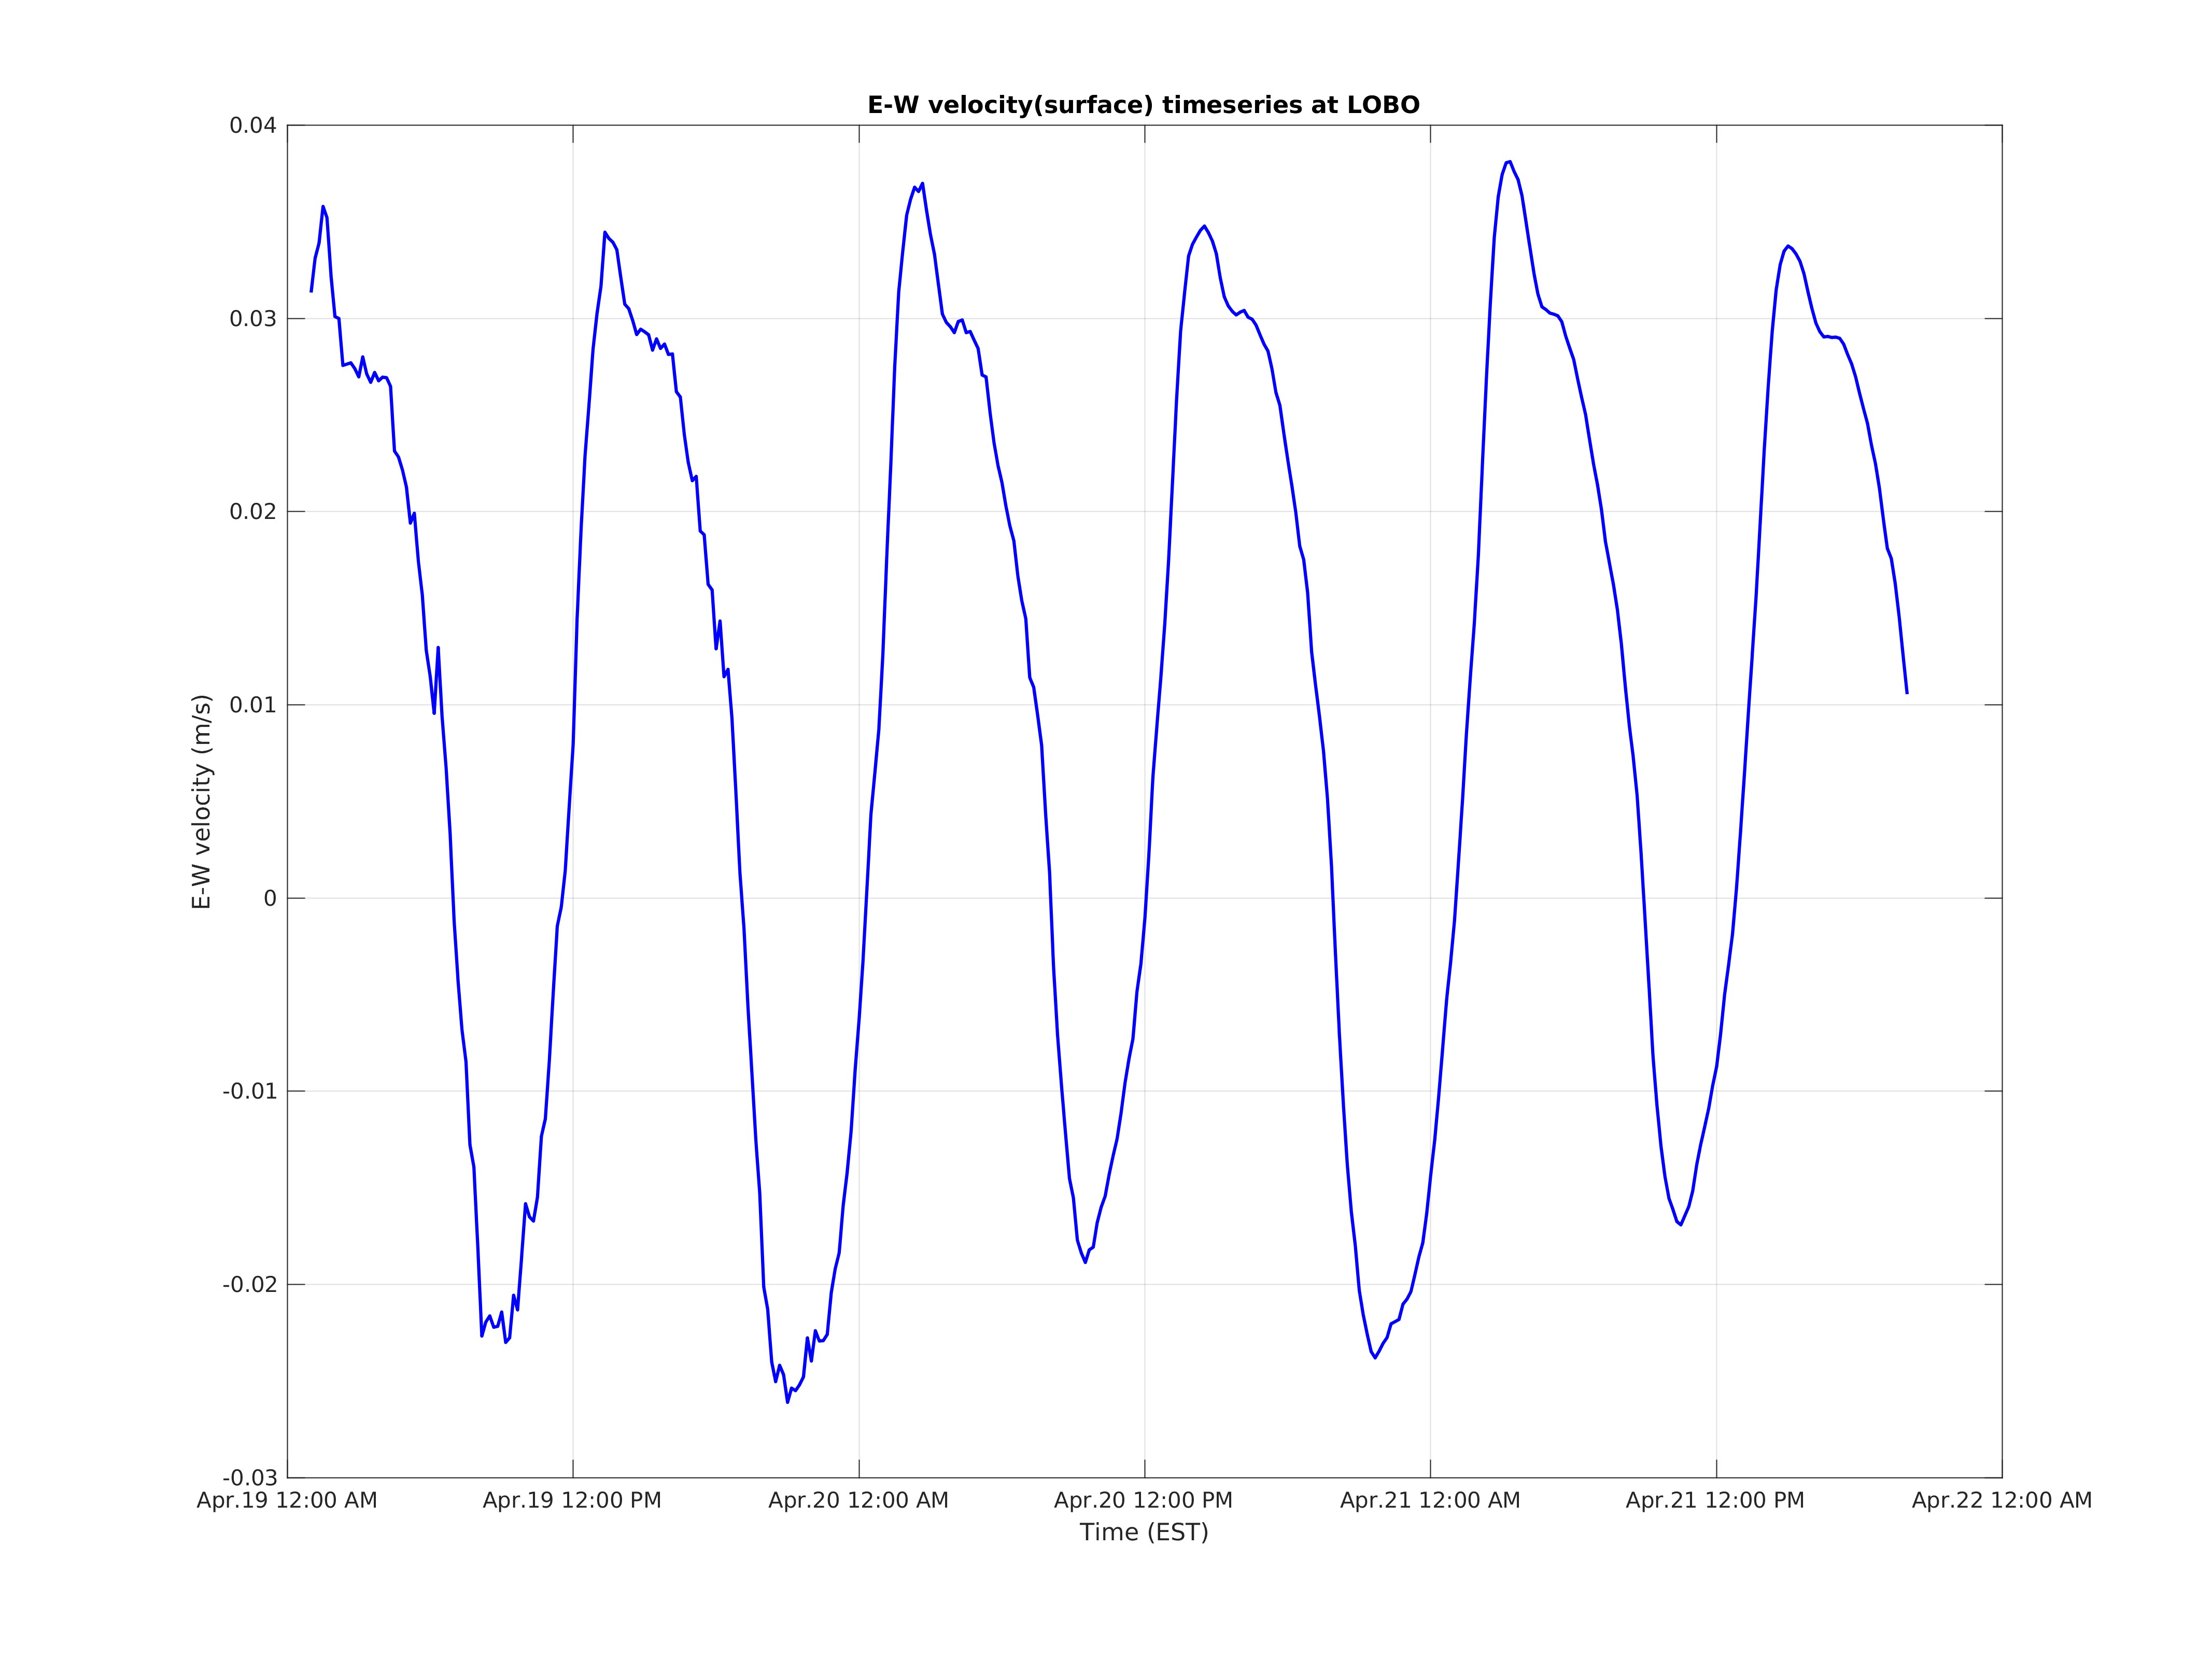 E-W velocity(surface) timeseries at LOBO
0.04
0.03
0.02
0.01
0
-0.01
-0.02
-0.03
E-W velocity (m/s)
Apr.19 12:00 AM Apr.19 12:00 PM Apr.20 12:00 AM Apr.20 12:00 PM Apr.21 12:00 AM Apr.21 12:00 PM Apr.22 12:00 AM
Time (EST)